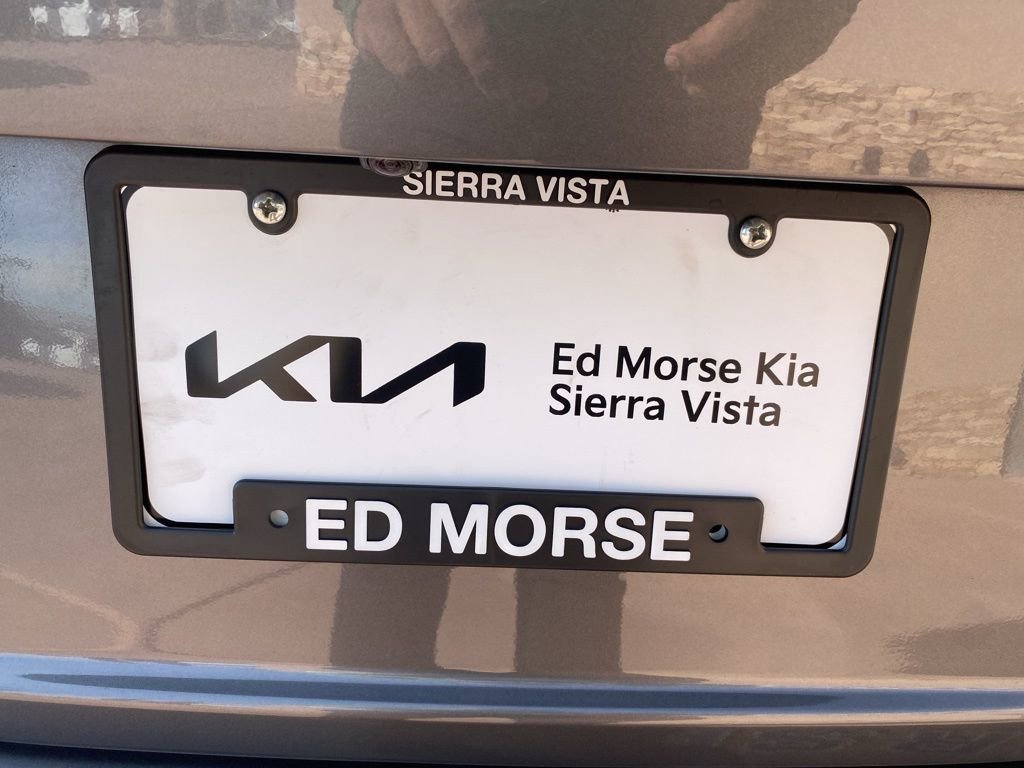 SIERRA VISTA
KIA
Ed Morse Kia
Sierra Vista
ED MORSE